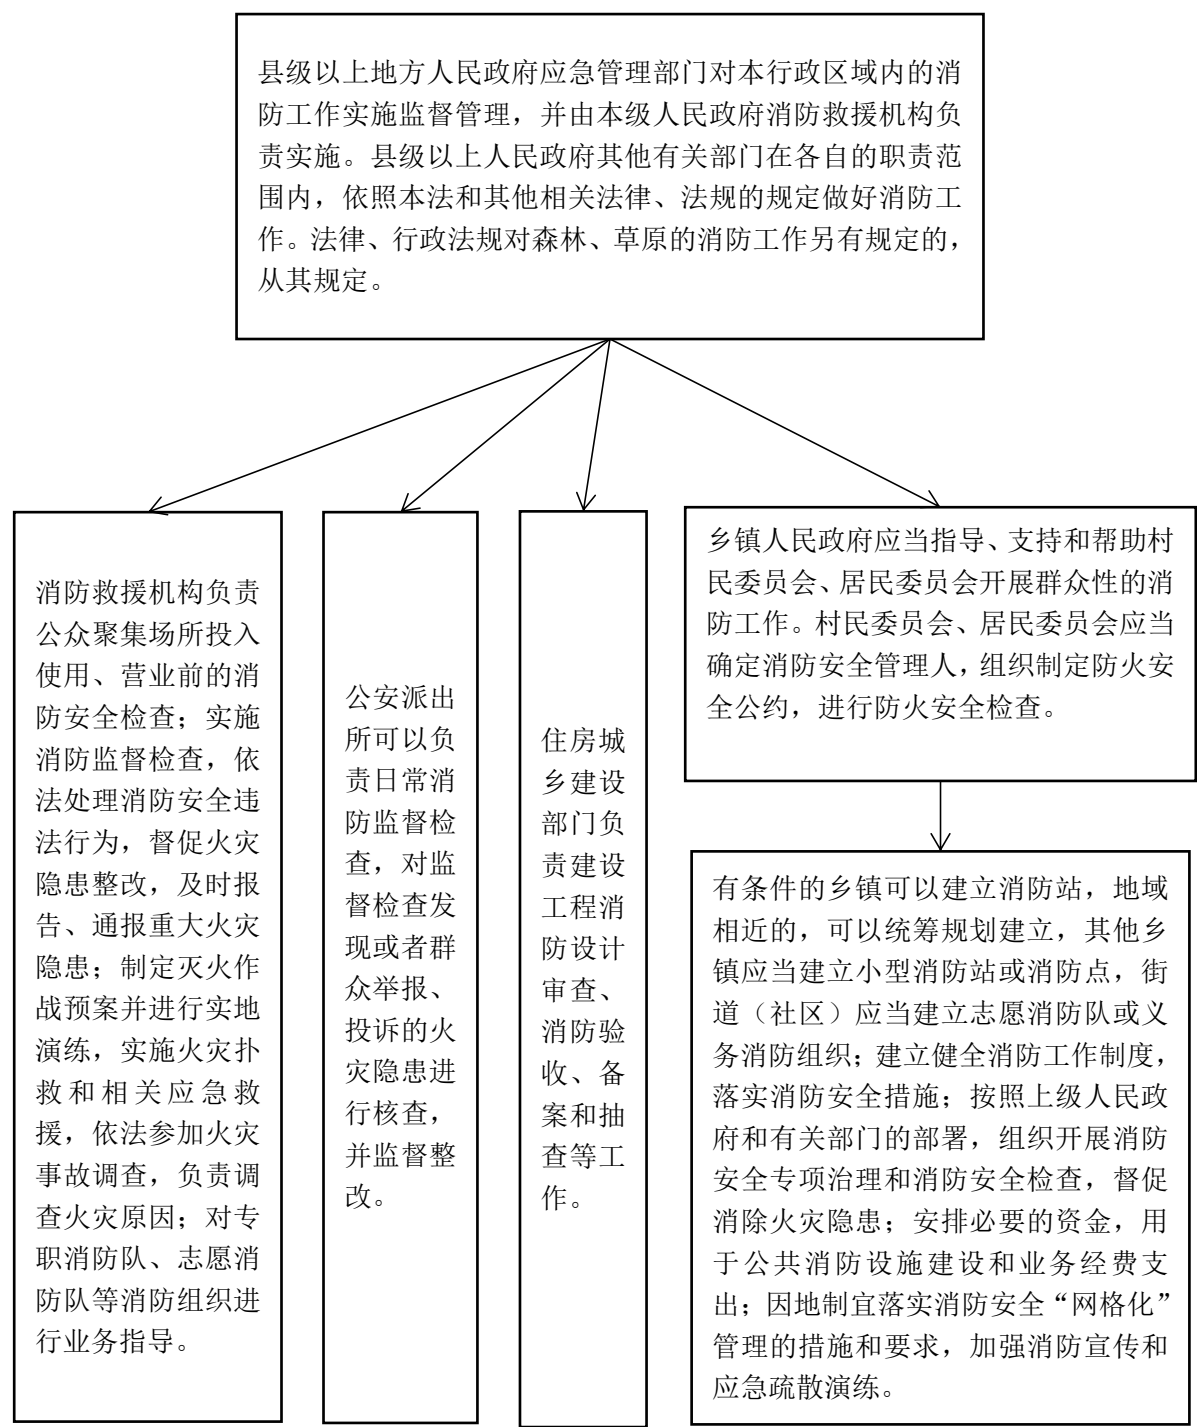 县级以上地方人民政府应急管理部门对本行政区域内的消
防工作实施监督管理，并由本级人民政府消防救援机构负
责实施。县级以上人民政府其他有关部门在各自的职责范
围内，依照本法和其他相关法律、法规的规定做好消防工
作。法律、行政法规对森林、草原的消防工作另有规定的，
从其规定。
消防救援机构负责
公众聚集场所投入
使用、营业前的消
防安全检查；实施
消防监督检查，依
法处理消防安全违
法行为，督促火灾
隐患整改，及时报
告、通报重大火灾
隐患；制定灭火作
战预案并进行实地
演练，实施火灾扑
救和相关应急救
援，依法参加火灾
事故调查，负责调
查火灾原因；对专
职消防队、志愿消
防队等消防组织进
行业务指导。
公安派出
所可以负
责日常消
防监督检
查，对监
督检查发
现或者群
众举报、
投诉的火
灾隐患进
行核查，
并监督整
改。
住房城
乡建设
部门负
责建设
工程消
防设计
审查、
消防验
收、备
案和抽
查等工
作。
乡镇人民政府应当指导、支持和帮助村
民委员会、居民委员会开展群众性的消
防工作。村民委员会、居民委员会应当
确定消防安全管理人，组织制定防火安
全公约，进行防火安全检查。
有条件的乡镇可以建立消防站，地域
相近的，可以统筹规划建立，其他乡
镇应当建立小型消防站或消防点，街
道（社区）应当建立志愿消防队或义
务消防组织；建立健全消防工作制度，
落实消防安全措施；按照上级人民政
府和有关部门的部署，组织开展消防
安全专项治理和消防安全检查，督促
消除火灾隐患；安排必要的资金，用
于公共消防设施建设和业务经费支
出；因地制宜落实消防安全“网格化”
管理的措施和要求，加强消防宣传和
应急疏散演练。